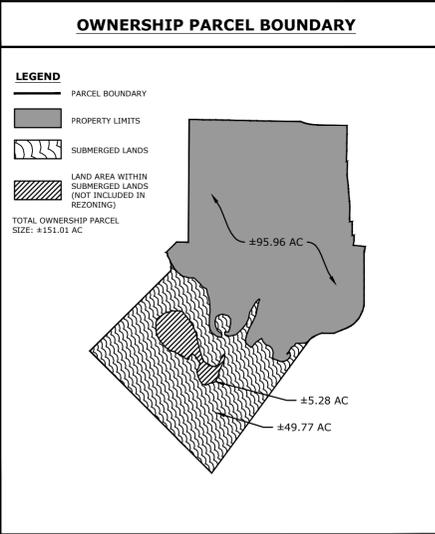 OWNERSHIP PARCEL BOUNDARY
LEGEND
PARCEL BOUNDARY
PROPERTY LIMITS
SUBMERGED LANDS
LAND AREA WITHIN
SUBMERGED LANDS
(NOT INCLUDED IN
REZONING)
TOTAL OWNERSHIP PARCEL
SIZE: ±151.01 AC
±95.96 AC
±5.28 AC
±49.77 AC